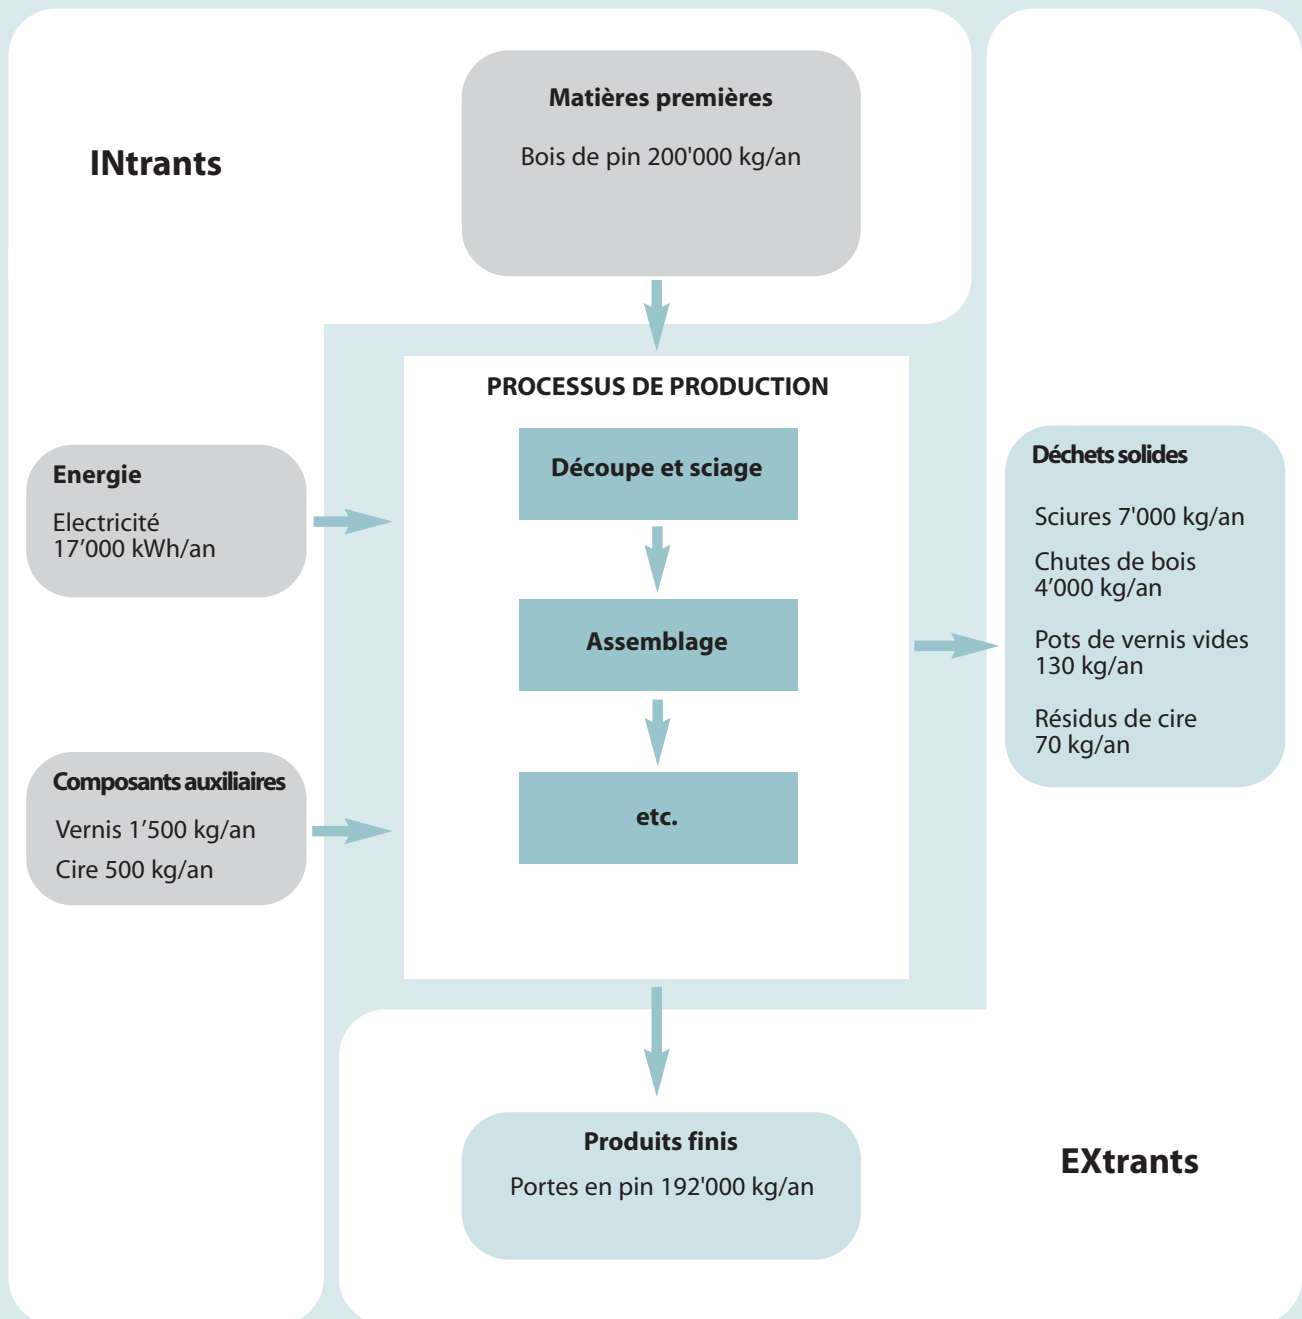 INtrants
Matières premières
Bois de pin 200'000 kg/an
Energie
Electricité
17’000 kWh/an
Composants auxiliaires
Vernis 1’500 kg/an
Cire 500 kg/an
PROCESSUS DE PRODUCTION
Découpe et sciage
Assemblage
etc.
Déchets solides
Sciures 7'000 kg/an
Chutes de bois
4’000 kg/an
Pots de vernis vides
130 kg/an
Résidus de cire
70 kg/an
Produits finis
Portes en pin 192'000 kg/an
EXtrants